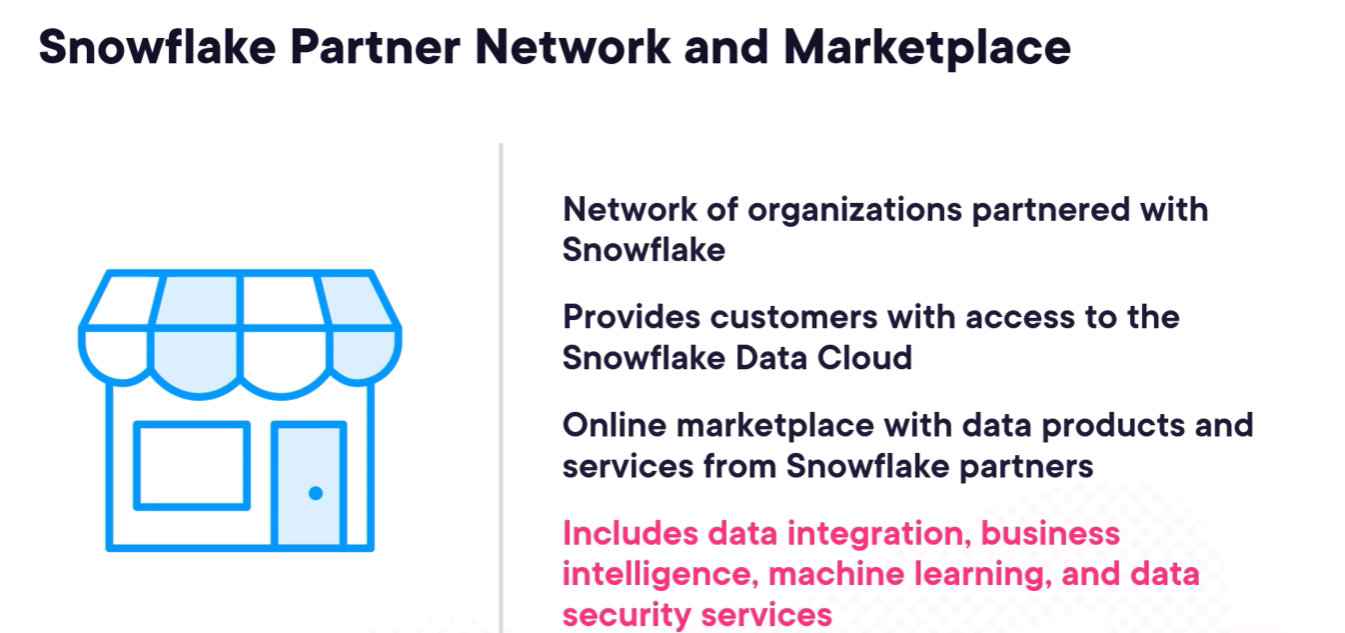 Snowflake Partner Network and Marketplace
Network of organizations partnered with
Snowflake
Provides customers with access to the
Snowflake Data Cloud
Online marketplace with data products and
services from Snowflake partners
Includes data integration, business
intelligence, machine learning, and data
security services